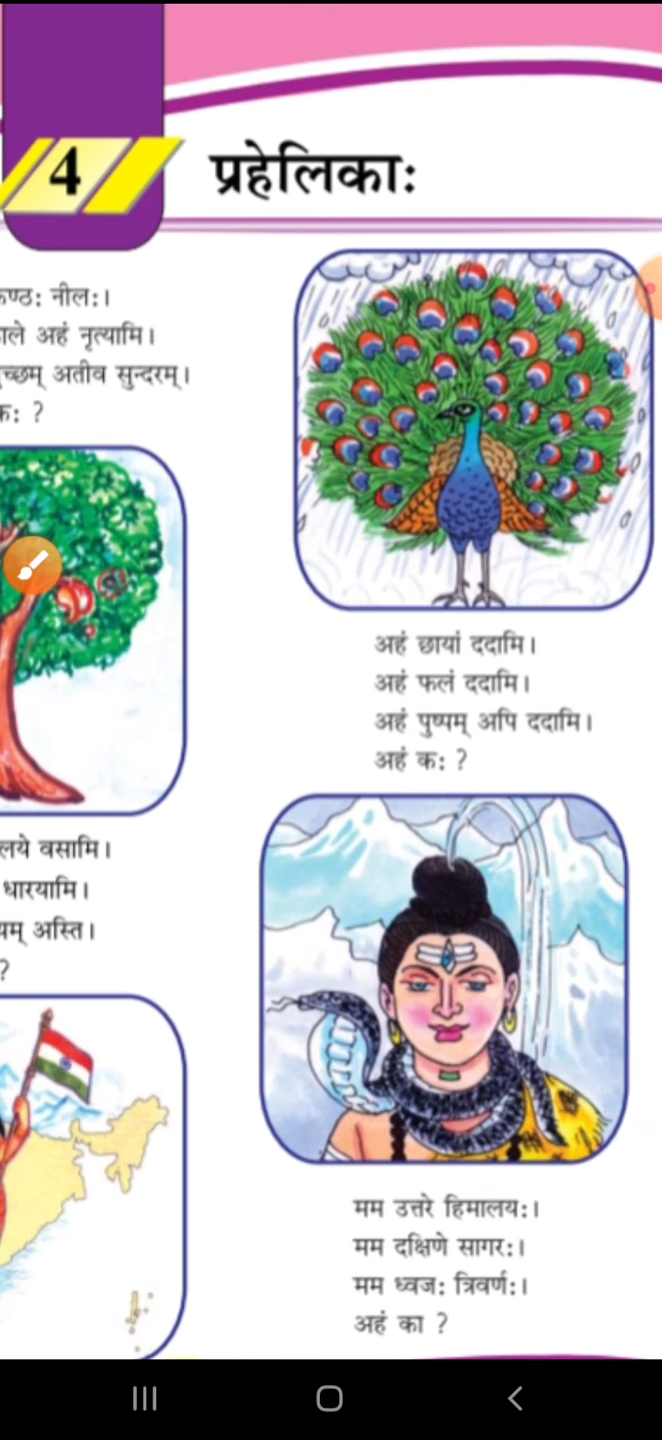 4
प्रहेलिकाः
नीलः।
अहं नृत्यामि।
अतीव सुन्दरम्।
?
अहं छायां ददामि।
अहं फलं ददामि।
अहं पुष्पम् अपि ददामि।
अहं कः ?
वसामि।
धारयामि।
अस्ति।
?
मम उत्तरे हिमालयः।
मम दक्षिणे सागरः।
मम ध्वजः त्रिवर्णः।
अहं का ?